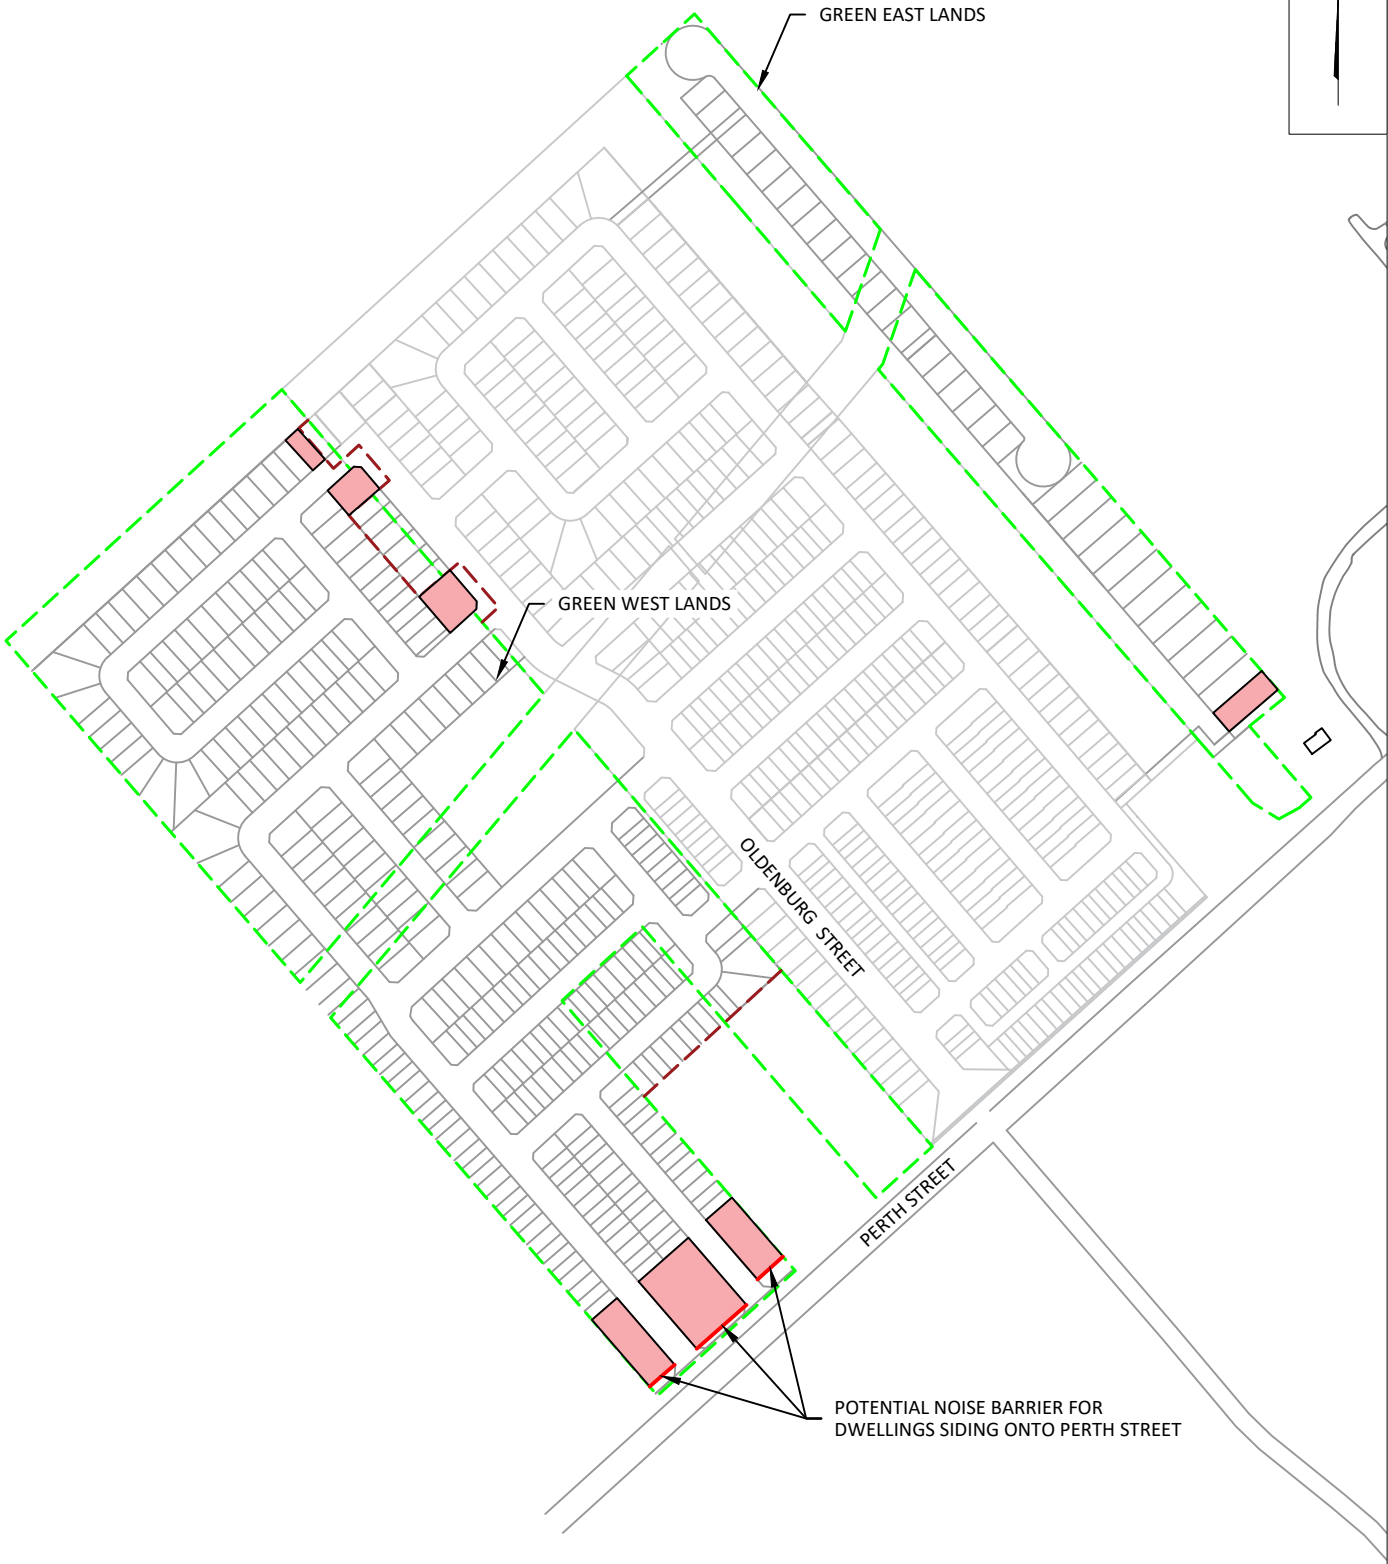 GREEN EAST LANDS
GREEN WEST LANDS
OLDENBURG STREET
PERTH STREET
POTENTIAL NOISE BARRIER FOR
DWELLINGS SIDING ONTO PERTH STREET